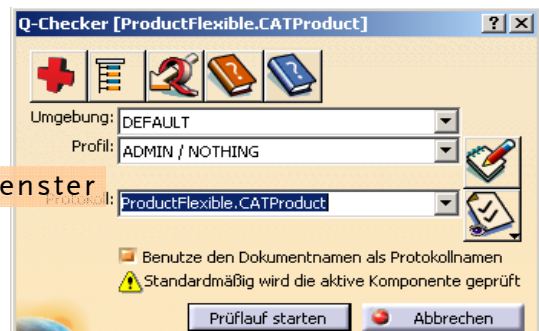 Q-Checker [ProductFlexible.CATProduct]
Umgebung: DEFAULT
Profil: ADMIN / NOTHING
enster
Protokoll: ProductFlexible.CATProduct
Benutze den Dokumentnamen als Protokollnamen
Standardmäßig wird die aktive Komponente geprüft
Prüflauf starten Abbrechen